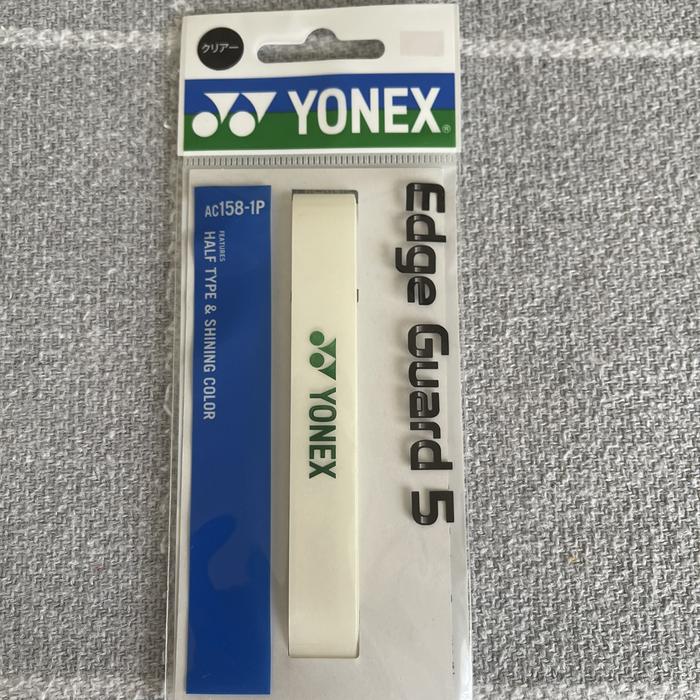 クリアー
YONEX®
AC158-1P
FEATURES
HALF TYPE & SHINING COLOR
YONEX
Edge Guard 5